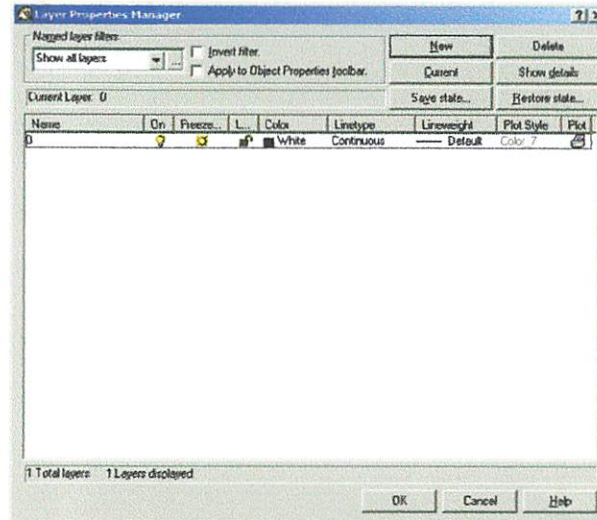 Layer Properties Manager
Named layer filters
Show all layers
...
Invert filter.
Apply to Object Properties toolbar.
New
Delete
Current
Show details
Current Layer: 0
Save state...
Restore state...
Name On Freeze... L... Color Linetype Lineweight Plot Style Plot
0 White Continuous Default Color_7
1 Total layers 1 Layers displayed
OK Cancel Help